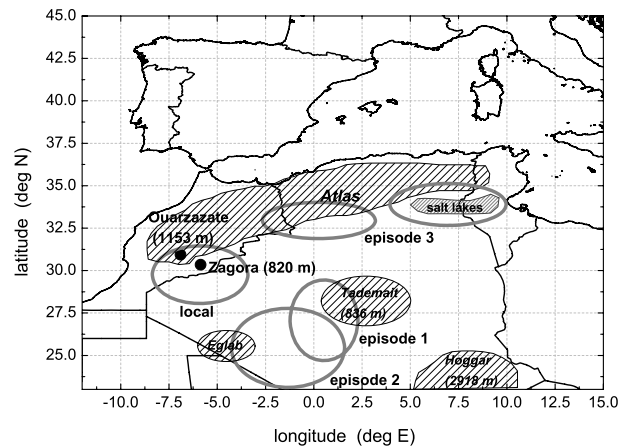 45.0
42.5
40.0
37.5
35.0
32.5
30.0
27.5
25.0
latitude (deg N)
Atlas
salt lakes
Ouarzazate
(1153 m)
episode 3
Zagora (820 m)
local
Tademait
(836 m)
episode 1
Eglab
episode 2
Hoggar
(2918 m)
-10.0 -7.5 -5.0 -2.5 0.0 2.5 5.0 7.5 10.0 12.5 15.0
longitude (deg E)